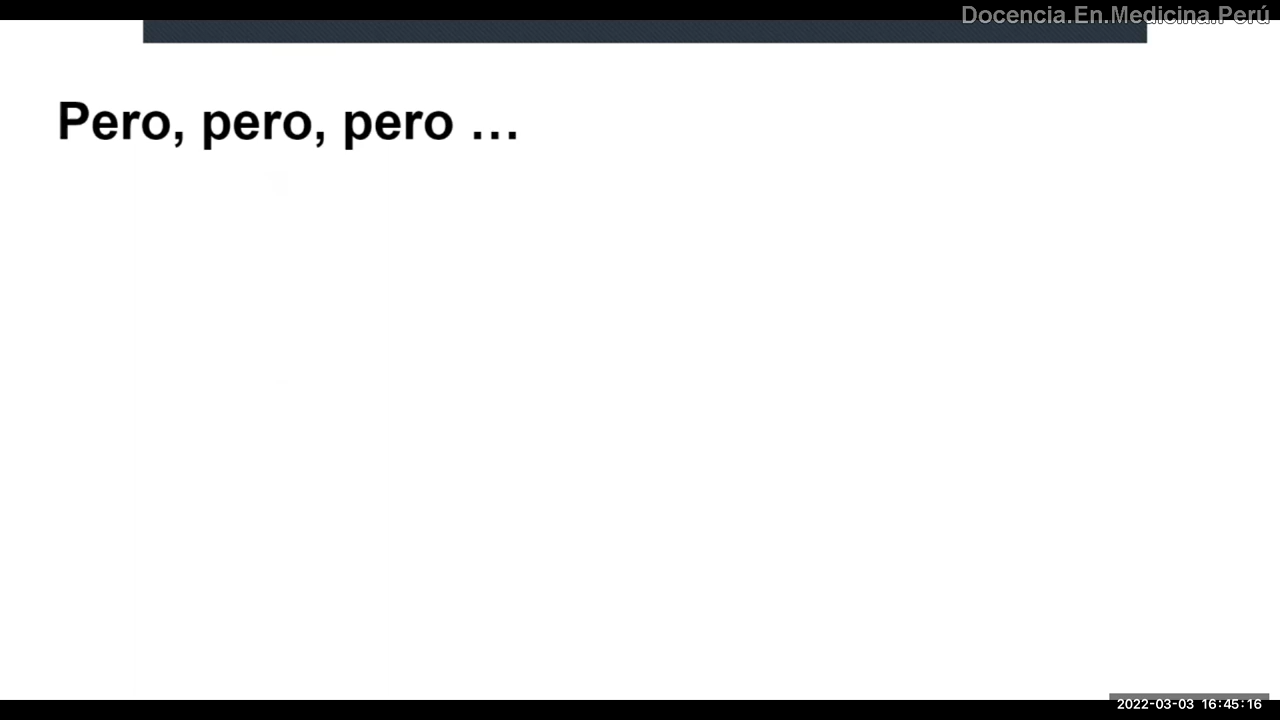 Docencia.En.Medicina.Perú
Pero, pero, pero …
2022-03-03 16:45:16